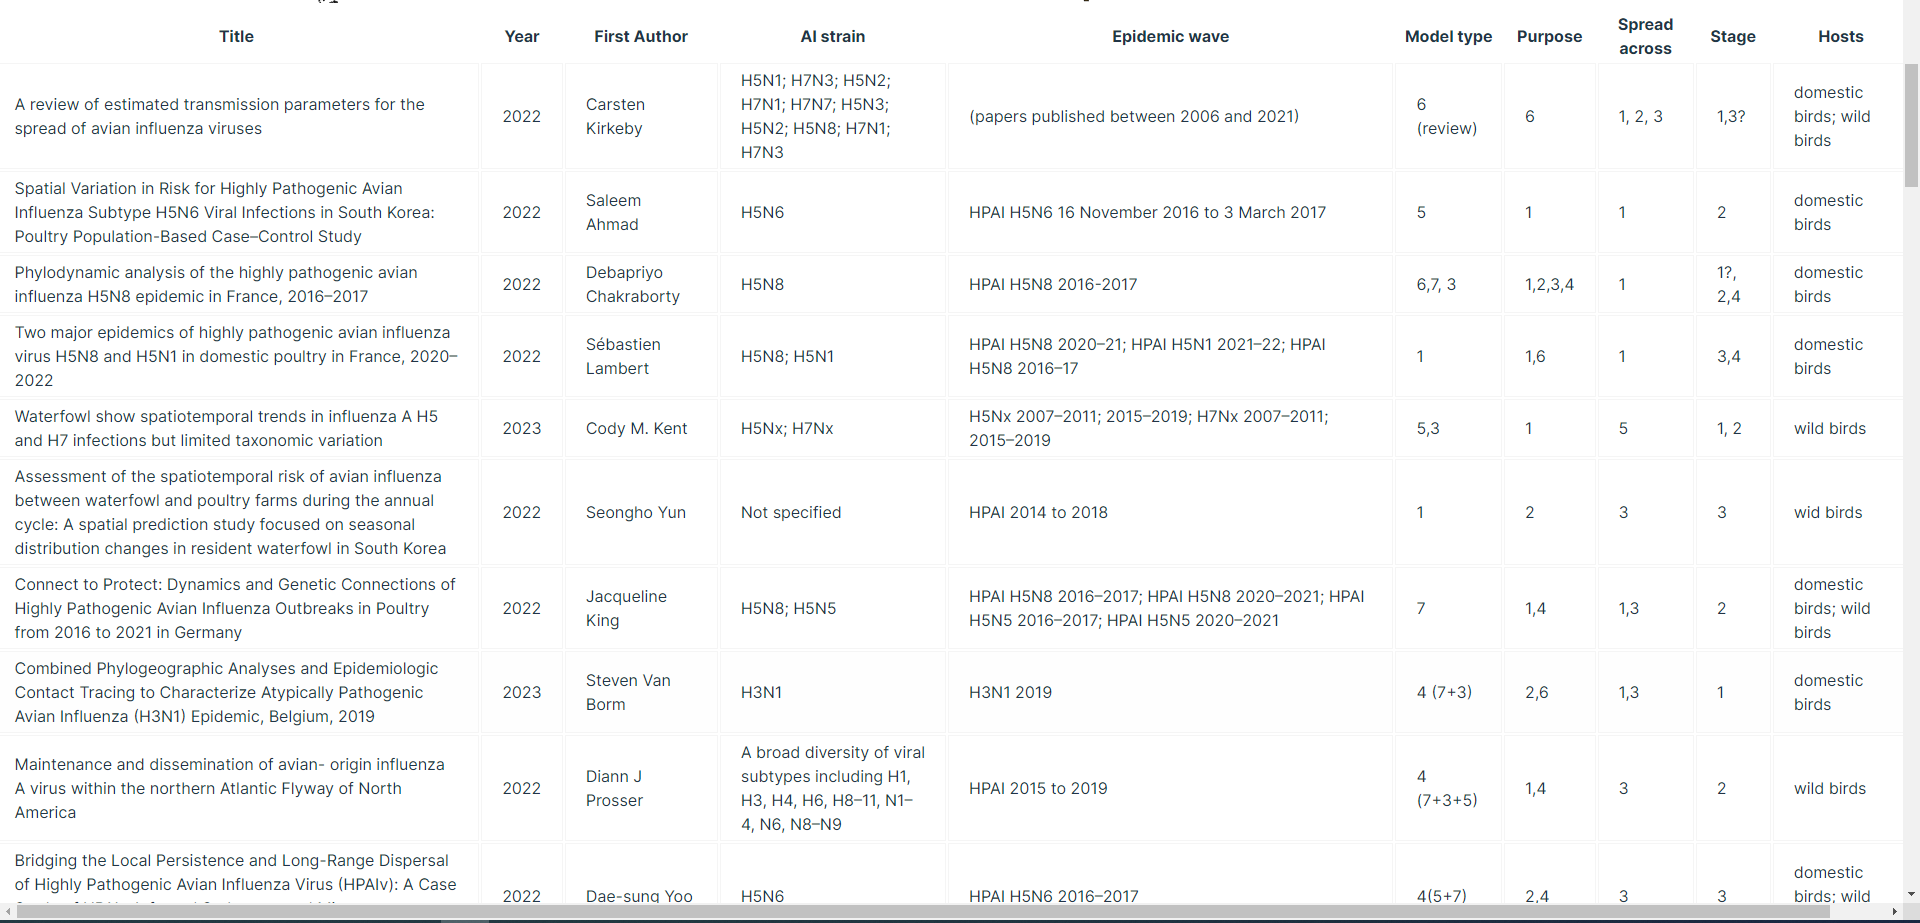 Title Year First Author AI strain Epidemic wave Model type Purpose Spread across Stage Hosts
A review of estimated transmission parameters for the
spread of avian influenza viruses
2022
Carsten
Kirkeby
H5N1; H7N3; H5N2;
H7N1; H7N7; H5N3;
H5N2; H5N8; H7N1;
H7N3
(papers published between 2006 and 2021)
6
(review)
6
1, 2, 3
1,3?
domestic
birds; wild
birds
Spatial Variation in Risk for Highly Pathogenic Avian
Influenza Subtype H5N6 Viral Infections in South Korea:
Poultry Population-Based Case–Control Study
2022
Saleem
Ahmad
H5N6
HPAI H5N6 16 November 2016 to 3 March 2017
5
1
1
2
domestic
birds
Phylodynamic analysis of the highly pathogenic avian
influenza H5N8 epidemic in France, 2016–2017
2022
Debapriyo
Chakraborty
H5N8
HPAI H5N8 2016-2017
6,7, 3
1,2,3,4
1
1?,
2,4
domestic
birds
Two major epidemics of highly pathogenic avian influenza
virus H5N8 and H5N1 in domestic poultry in France, 2020–
2022
2022
Sébastien
Lambert
H5N8; H5N1
HPAI H5N8 2020–21; HPAI H5N1 2021–22; HPAI
H5N8 2016–17
1
1,6
1
3,4
domestic
birds
Waterfowl show spatiotemporal trends in influenza A H5
and H7 infections but limited taxonomic variation
2023
Cody M. Kent
H5Nx; H7Nx
H5Nx 2007–2011; 2015–2019; H7Nx 2007–2011;
2015–2019
5,3
1
5
1, 2
wild birds
Assessment of the spatiotemporal risk of avian influenza
between waterfowl and poultry farms during the annual
cycle: A spatial prediction study focused on seasonal
distribution changes in resident waterfowl in South Korea
2022
Seongho Yun
Not specified
HPAI 2014 to 2018
1
2
3
3
wid birds
Connect to Protect: Dynamics and Genetic Connections of
Highly Pathogenic Avian Influenza Outbreaks in Poultry
from 2016 to 2021 in Germany
2022
Jacqueline
King
H5N8; H5N5
HPAI H5N8 2016–2017; HPAI H5N8 2020–2021; HPAI
H5N5 2016–2017; HPAI H5N5 2020–2021
7
1,4
1,3
2
domestic
birds; wild
birds
Combined Phylogeographic Analyses and Epidemiologic
Contact Tracing to Characterize Atypically Pathogenic
Avian Influenza (H3N1) Epidemic, Belgium, 2019
2023
Steven Van
Borm
H3N1
H3N1 2019
4 (7+3)
2,6
1,3
1
domestic
birds
Maintenance and dissemination of avian- origin influenza
A virus within the northern Atlantic Flyway of North
America
2022
Diann J
Prosser
A broad diversity of viral
subtypes including H1,
H3, H4, H6, H8–11, N1–
4, N6, N8–N9
HPAI 2015 to 2019
4
(7+3+5)
1,4
3
2
wild birds
Bridging the Local Persistence and Long-Range Dispersal
of Highly Pathogenic Avian Influenza Virus (HPAIv): A Case
2022
Dae-sung Yoo
H5N6
HPAI H5N6 2016–2017
4(5+7)
2,4
3
3
domestic
birds; wild